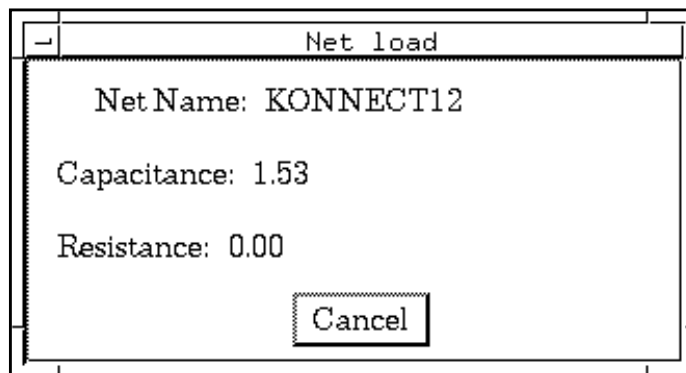 Net load
Net Name: KONNECT12
Capacitance: 1.53
Resistance: 0.00
Cancel